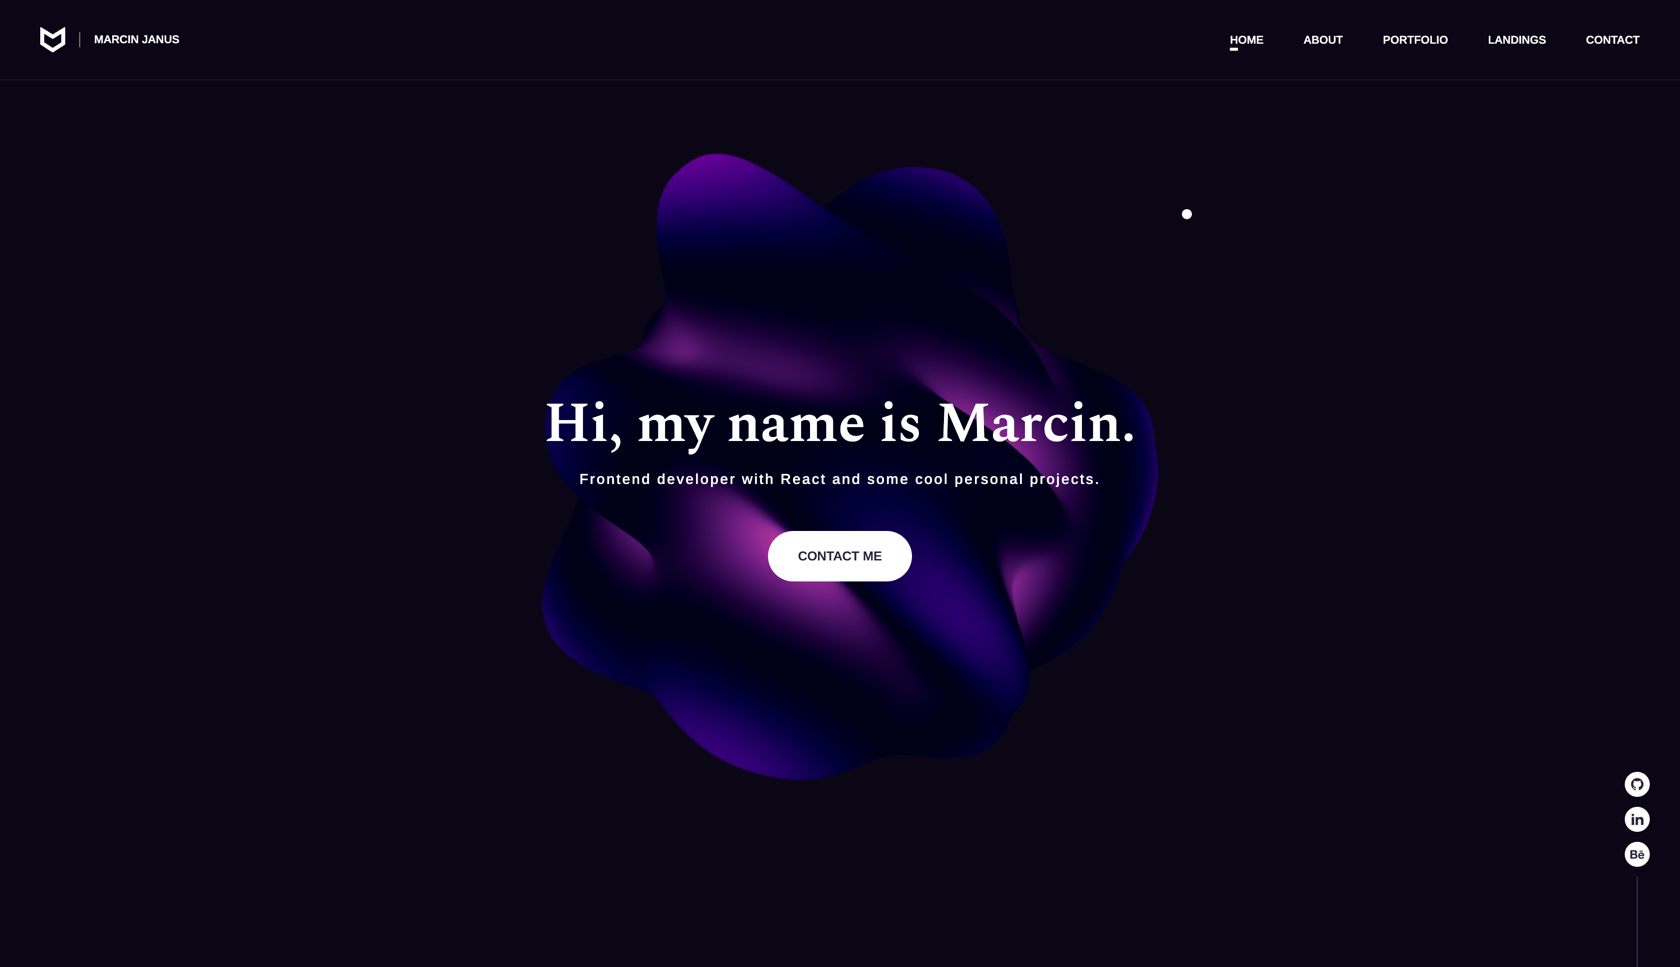 MARCIN JANUS
HOME
ABOUT
PORTFOLIO
LANDINGS
CONTACT
Hi, my name is Marcin.
Frontend developer with React and some cool personal projects.
CONTACT ME
in
Bē